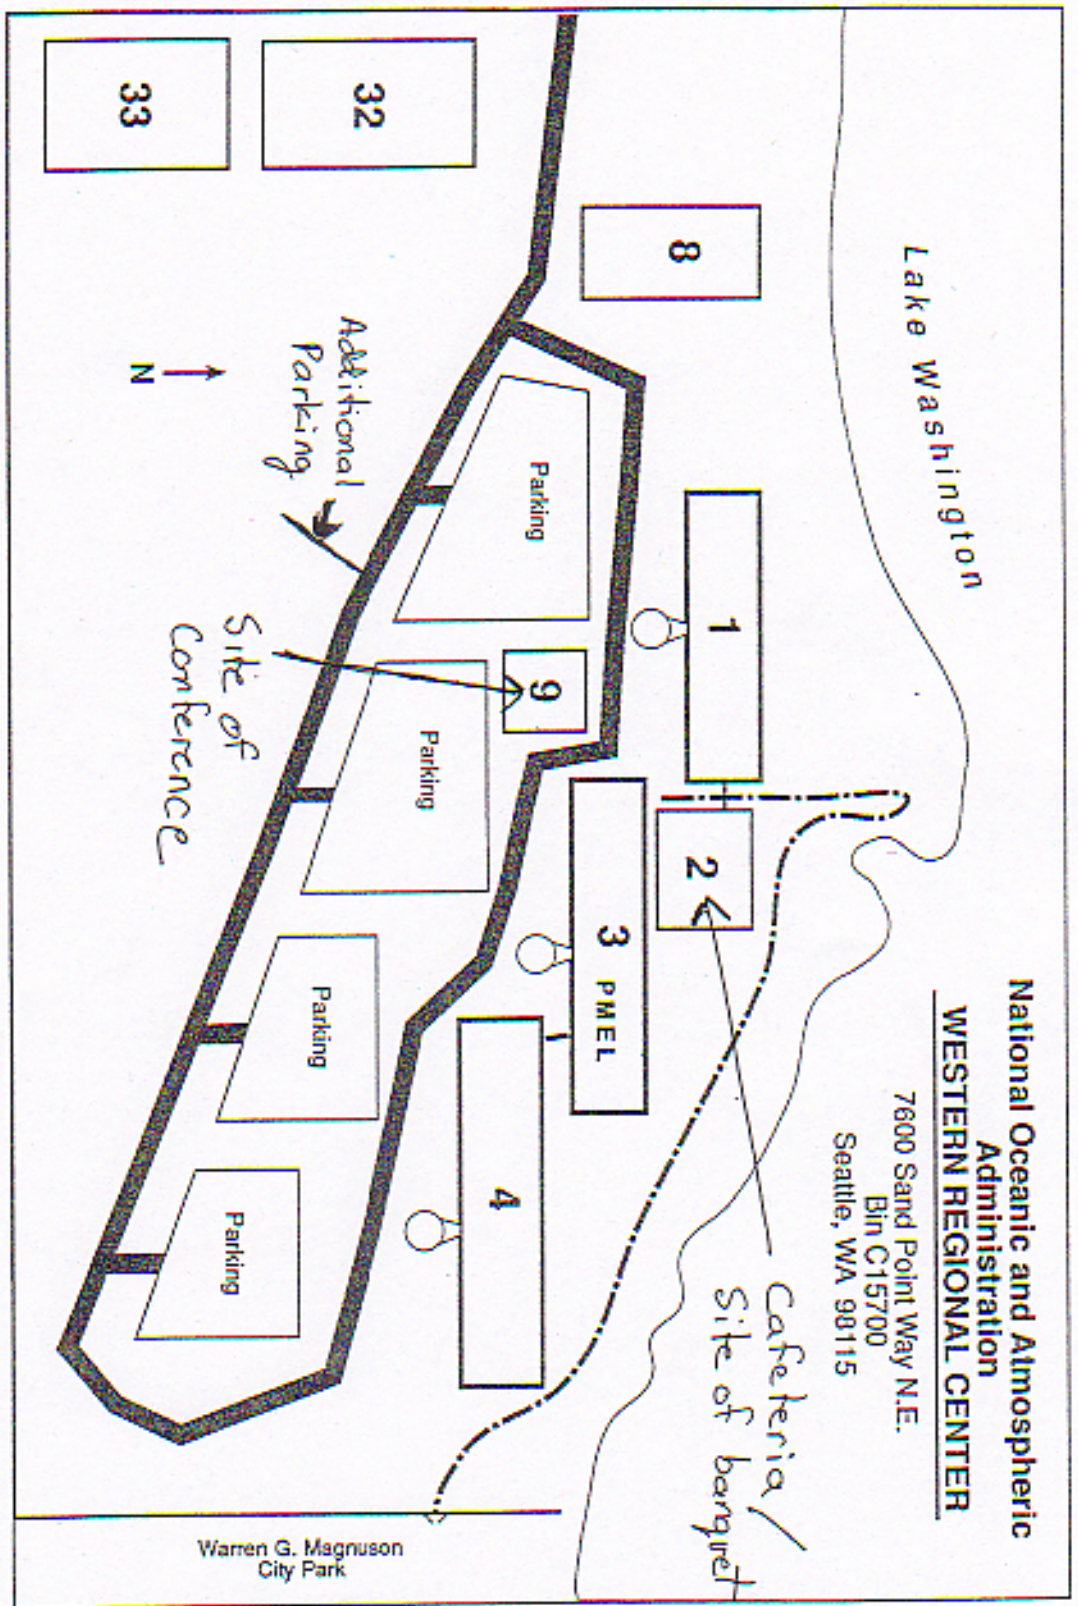 National Oceanic and Atmospheric
Administration
WESTERN REGIONAL CENTER
7600 Sand Point Way N.E.
Bin C15700
Seattle, WA 98115
Lake Washington
33
32
8
N
Additional
Parking
Parking
1
9
Site of
Conference
Parking
2
3 PMEL
Cafeteria/
Site of banquet
Parking
4
Parking
Warren G. Magnuson
City Park